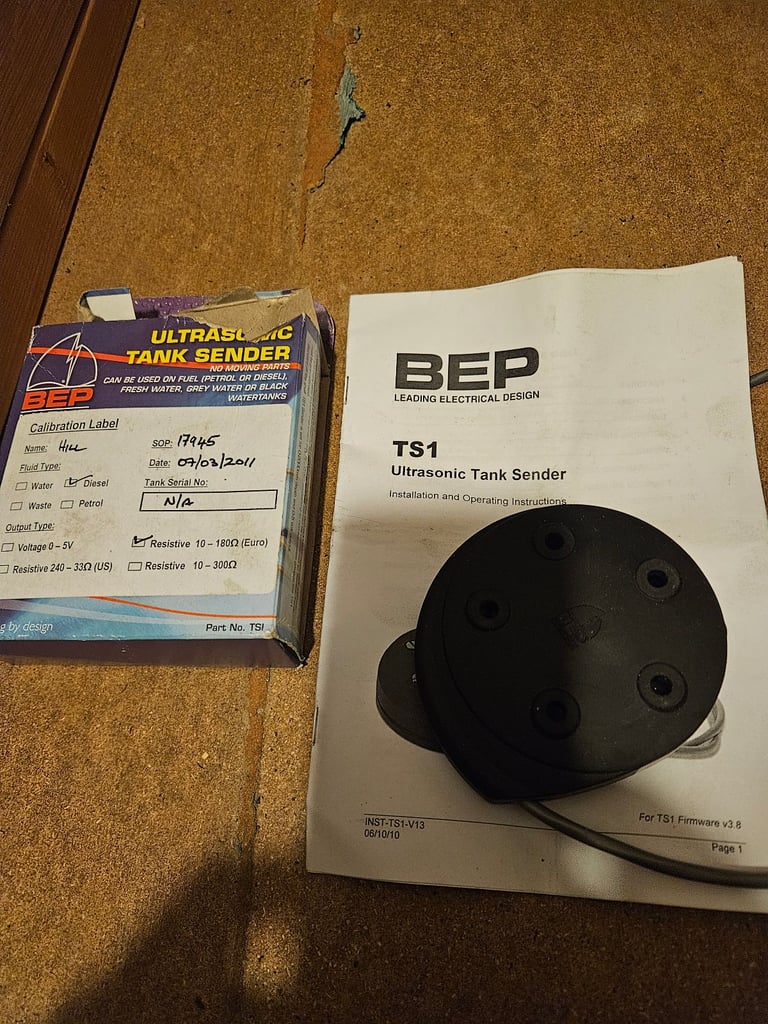 ULTRASONIC
TANK SENDER
NO MOVING PARTS
CAN BE USED ON FUEL (PETROL OR DIESEL),
FRESH WATER, GREY WATER OR BLACK
WATERTANKS
BEP
Calibration Label
Name: HILL
SOP: 17945
Fluid Type:
Date: 07/03/2011
Water
Diesel
Tank Serial No:
Waste
Petrol
N/A
Output Type:
Voltage 0 – 5V
Resistive 10 – 180Ω (Euro)
Resistive 240 – 33Ω (US)
Resistive 10 – 300Ω
g by design
Part No. TS1
BEP
LEADING ELECTRICAL DESIGN
TS1
Ultrasonic Tank Sender
Installation and Operating Instructions
INST-TS1-V13
06/10/10
For TS1 Firmware v3.8
Page 1